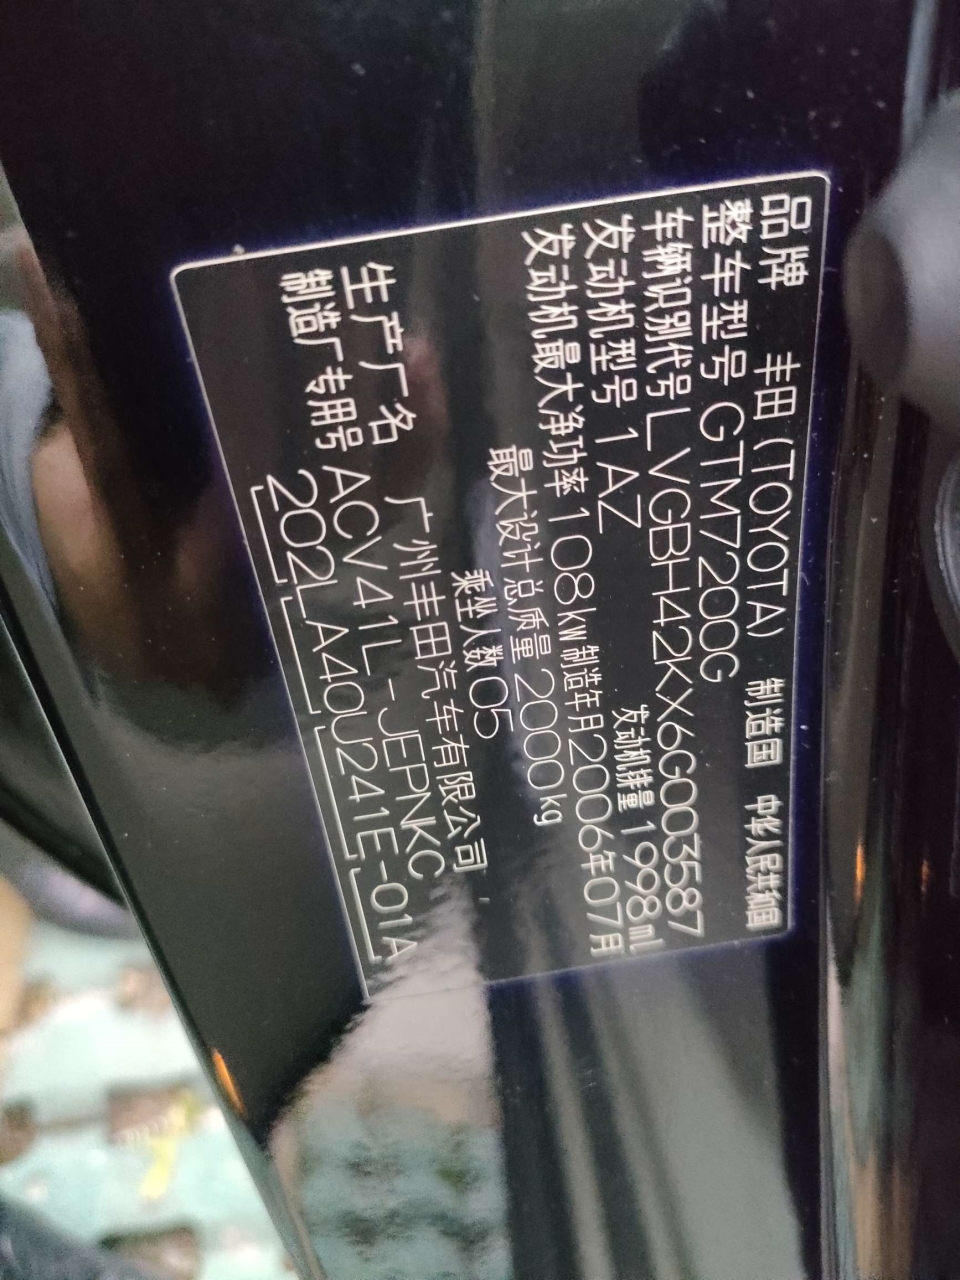 品牌 丰田(TOYOTA) 制造国 中华人民共和国
整车型号 GTM7200G
车辆识别代号 LVGBH42KX6G003587
发动机型号 1AZ 发动机排量 1998ml
发动机最大净功率 108kW 制造年月 2006年07月
最大设计总质量 2000kg
乘坐人数 05
生产厂名 广州丰田汽车有限公司
制造厂专用号 ACV41L-JEPNKC
202LA40U241E-01A